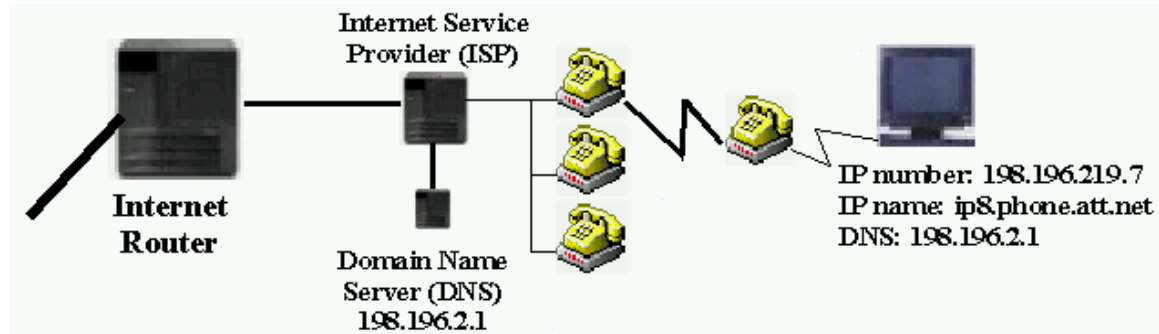 Internet Service
Provider (ISP)
Internet
Router
Domain Name
Server (DNS)
198.196.2.1
IP number: 198.196.219.7
IP name: ip8.phone.att.net
DNS: 198.196.2.1